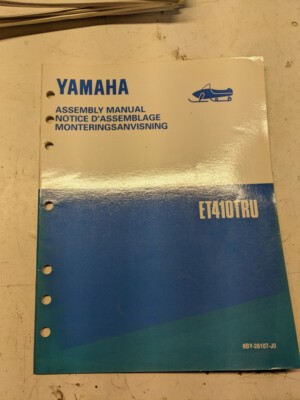 YAMAHA
ASSEMBLY MANUAL
NOTICE D'ASSEMBLAGE
MONTERINGSANVISNING
ET410TRU